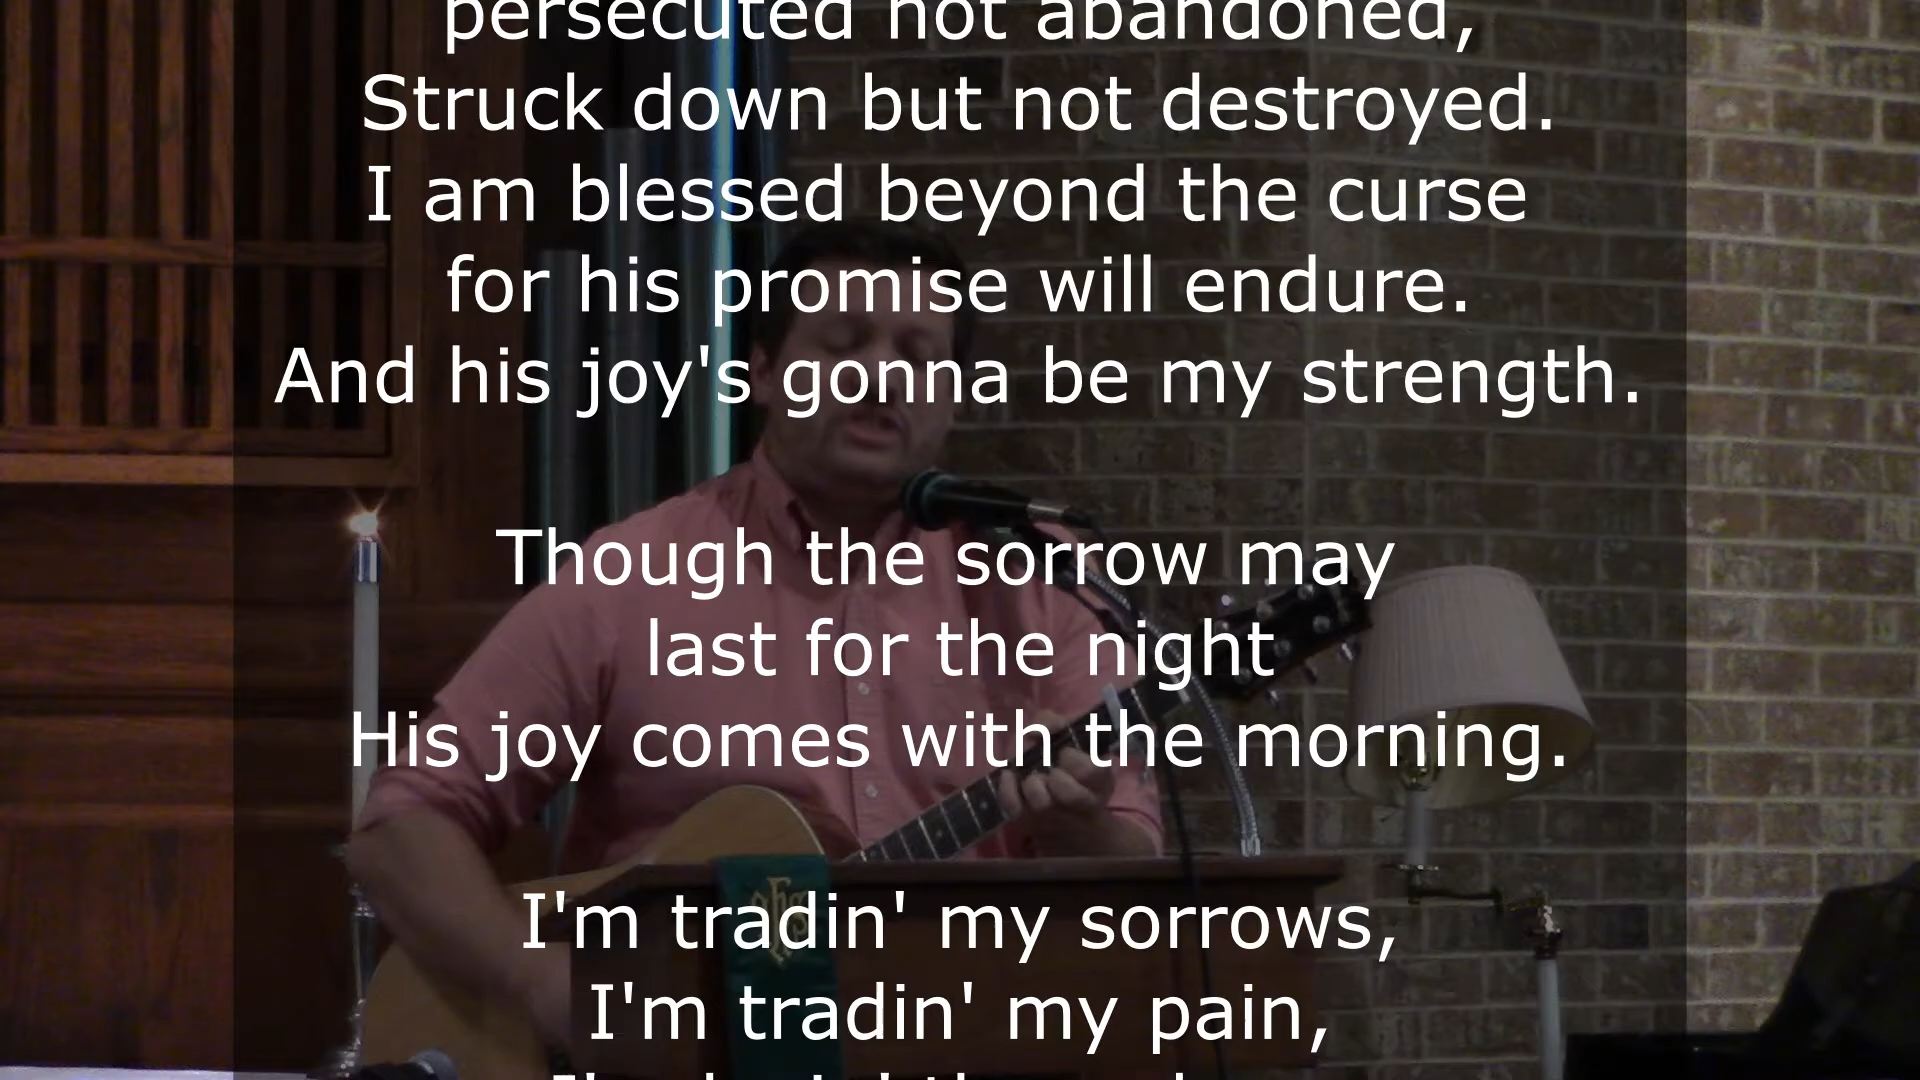 persecuted not abandoned,
Struck down but not destroyed.
I am blessed beyond the curse
for his promise will endure.
And his joy's gonna be my strength.
Though the sorrow may
last for the night
His joy comes with the morning.
I'm tradin' my sorrows,
I'm tradin' my pain,